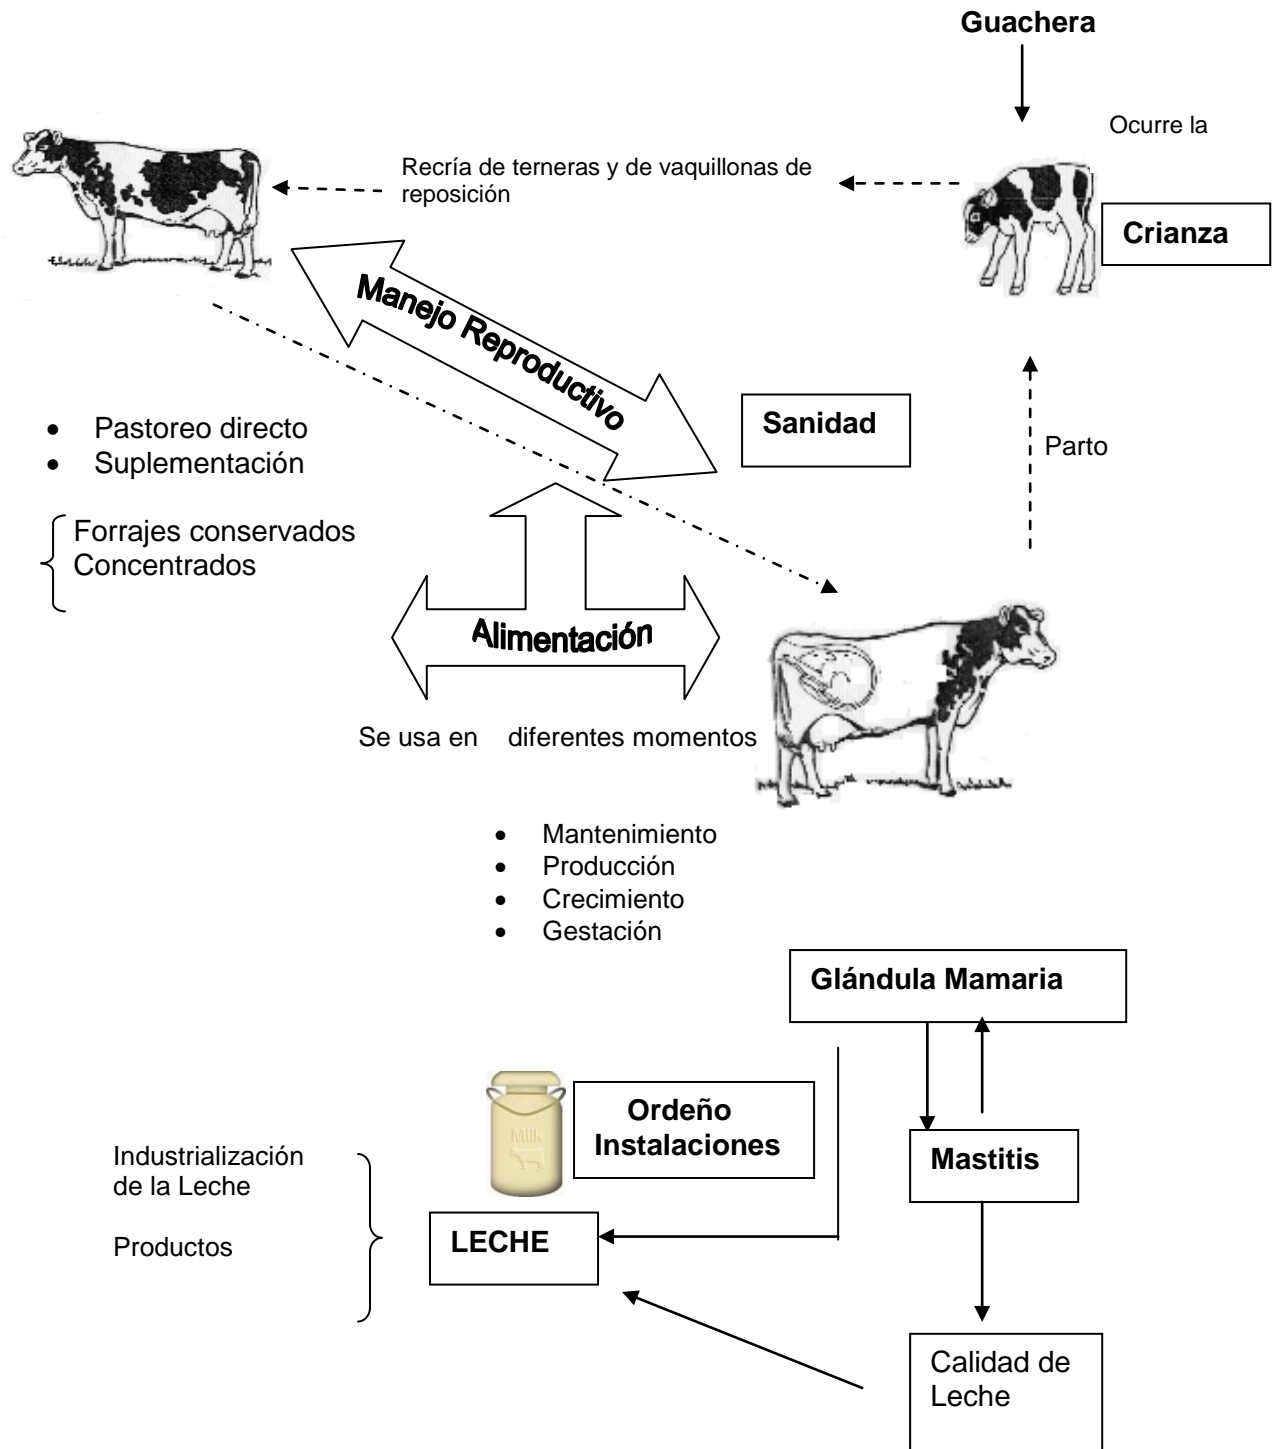 Guachera
Ocurre la
Recría de terneras y de vaquillonas de
reposición
Crianza
Manejo Reproductivo
Sanidad
• Pastoreo directo
• Suplementación
Parto
Forrajes conservados
Concentrados
Alimentación
Se usa en diferentes momentos
• Mantenimiento
• Producción
• Crecimiento
• Gestación
Glándula Mamaria
Milk
Ordeño
Instalaciones
Mastitis
Industrialización
de la Leche
Productos
LECHE
Calidad de
Leche